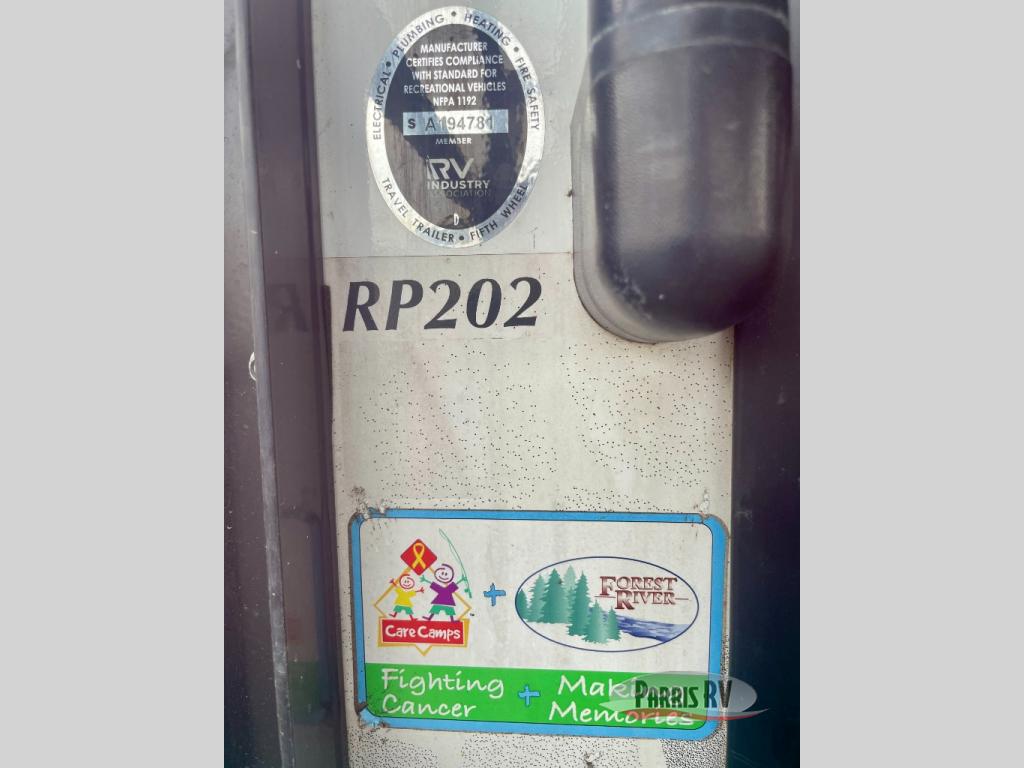 ELECTRICAL • PLUMBING • HEATING • FIRE SAFETY
MANUFACTURER
CERTIFIES COMPLIANCE
WITH STANDARD FOR
RECREATIONAL VEHICLES
NFPA 1192
S A194781
MEMBER
RV
INDUSTRY
ASSOCIATION
D
TRAVEL TRAILER • FIFTH WHEEL
RP202
Care Camps
+
FOREST
RIVER
Fighting
Cancer
+
Memories
PARRIS RV